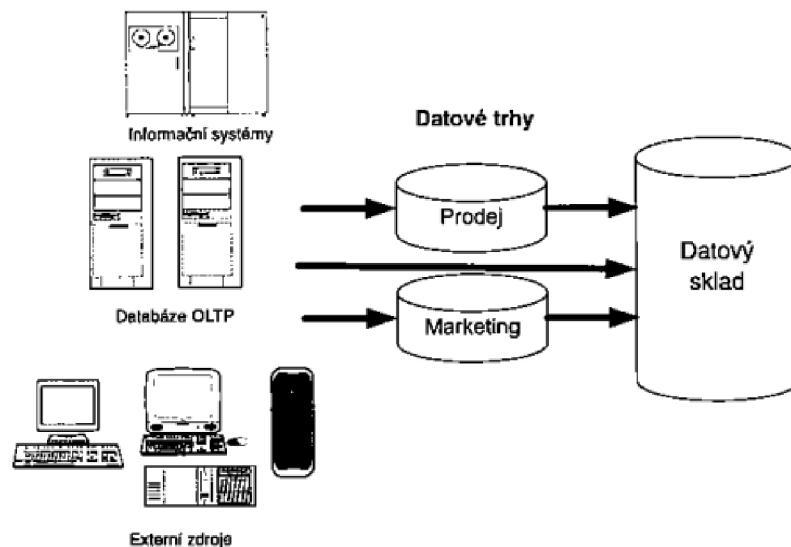 Informační systémy
Datové trhy
Prodej
Datový
sklad
Databáze OLTP
Marketing
Externí zdroje